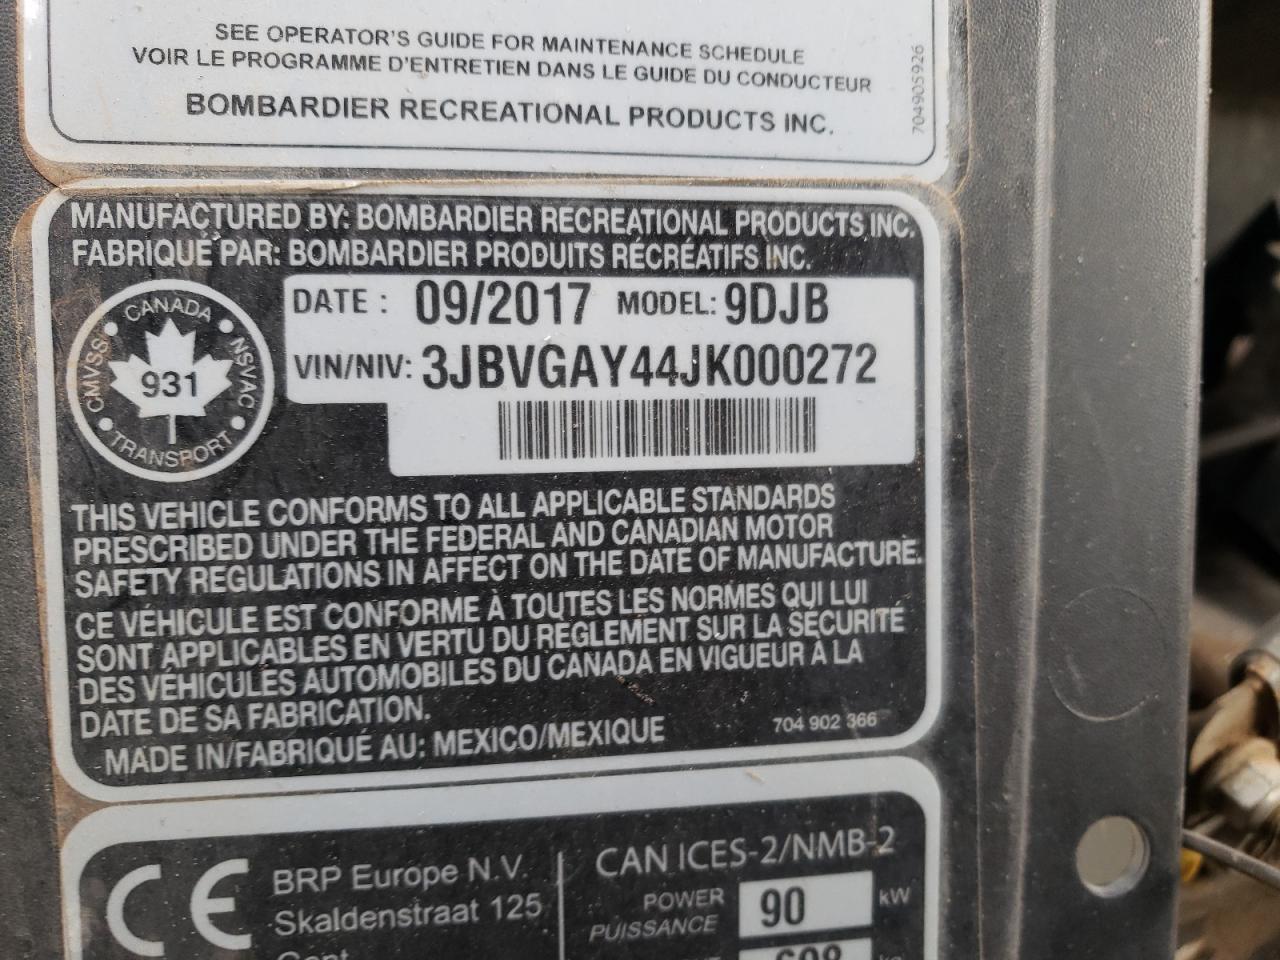 SEE OPERATOR'S GUIDE FOR MAINTENANCE SCHEDULE
VOIR LE PROGRAMME D'ENTRETIEN DANS LE GUIDE DU CONDUCTEUR
BOMBARDIER RECREATIONAL PRODUCTS INC.
704905926
MANUFACTURED BY: BOMBARDIER RECREATIONAL PRODUCTS INC.
FABRIQUÉ PAR: BOMBARDIER PRODUITS RÉCRÉATIFS INC.
CANADA
CMVSS
NSVAC
931
TRANSPORT
DATE : 09/2017 MODEL: 9DJB
VIN/NIV: 3JBVGAY44JK000272
THIS VEHICLE CONFORMS TO ALL APPLICABLE STANDARDS
PRESCRIBED UNDER THE FEDERAL AND CANADIAN MOTOR
SAFETY REGULATIONS IN AFFECT ON THE DATE OF MANUFACTURE.
CE VÉHICULE EST CONFORME À TOUTES LES NORMES QUI LUI
SONT APPLICABLES EN VERTU DU RÈGLEMENT SUR LA SÉCURITÉ
DES VÉHICULES AUTOMOBILES DU CANADA EN VIGUEUR À LA
DATE DE SA FABRICATION.
MADE IN/FABRIQUÉ AU: MEXICO/MEXIQUE
704 902 366
CE
BRP Europe N.V.
Skaldenstraat 125
CAN ICES-2/NMB-2
POWER
PUISSANCE
90 kW